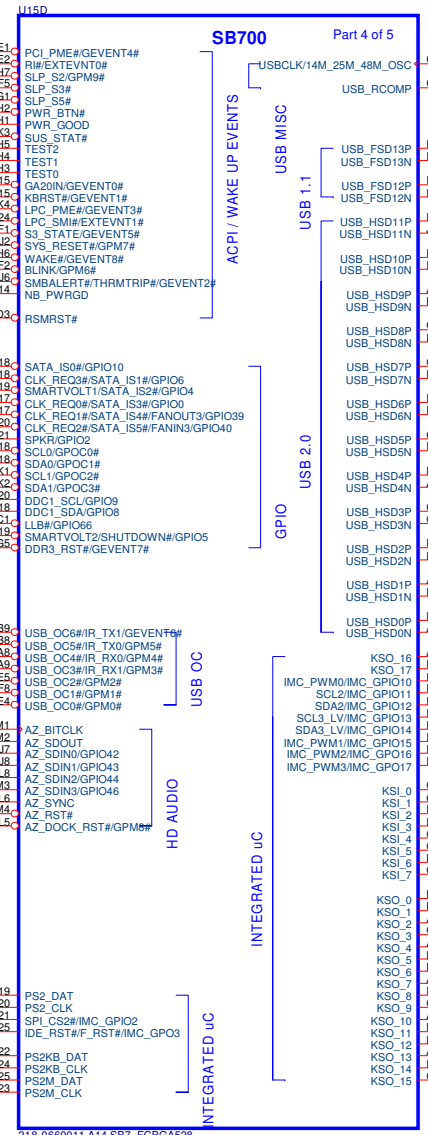 U15D
SB700
Part 4 of 5
PCI_PME#/GEVENT4#
RI#/EXTEVNT0#
SLP_S2/GPM9#
SLP_S3#
SLP_S5#
PWR_BTN#
PWR_GOOD
SUS_STAT#
TEST2
TEST1
TEST0
GA20IN/GEVENT0#
KBRST#/GEVENT1#
LPC_PME#/GEVENT3#
LPC_SMI#/EXTEVNT1#
S3_STATE/GEVENT5#
SYS_RESET#/GPM7#
WAKE#/GEVENT8#
BLINK/GPM6#
SMBALERT#/THRMTRIP#/GEVENT2#
NB_PWRGD
RSMRST#
ACPI / WAKE UP EVENTS
SATA_IS0#/GPIO10
CLK_REQ3#/SATA_IS1#/GPIO6
SMARTVOLT1/SATA_IS2#/GPIO4
CLK_REQ0#/SATA_IS3#/GPIO0
CLK_REQ1#/SATA_IS4#/FANOUT3/GPIO39
CLK_REQ2#/SATA_IS5#/FANIN3/GPIO40
SPKR/GPIO2
SCL0/GPOC0#
SDA0/GPOC1#
SCL1/GPOC2#
SDA1/GPOC3#
DDC1_SCL/GPIO9
DDC1_SDA/GPIO8
LLB#/GPIO66
SMARTVOLT2/SHUTDOWN#/GPIO5
DDR3_RST#/GEVENT7#
GPIO
USB_OC6#/IR_TX1/GEVENT6#
USB_OC5#/IR_TX0/GPM5#
USB_OC4#/IR_RX0/GPM4#
USB_OC3#/IR_RX1/GPM3#
USB_OC2#/GPM2#
USB_OC1#/GPM1#
USB_OC0#/GPM0#
USB OC
AZ_BITCLK
AZ_SDOUT
AZ_SDIN0/GPIO42
AZ_SDIN1/GPIO43
AZ_SDIN2/GPIO44
AZ_SDIN3/GPIO46
AZ_SYNC
AZ_RST#
AZ_DOCK_RST#/GPM8#
HD AUDIO
PS2_DAT
PS2_CLK
SPI_CS2#/IMC_GPIO2
IDE_RST#/F_RST#/IMC_GPO3
PS2KB_DAT
PS2KB_CLK
PS2M_DAT
PS2M_CLK
INTEGRATED uC
USBCLK/14M_25M_48M_OSC
USB_RCOMP
USB MISC
USB_FSD13P
USB_FSD13N
USB_FSD12P
USB_FSD12N
USB 1.1
USB_HSD11P
USB_HSD11N
USB_HSD10P
USB_HSD10N
USB_HSD9P
USB_HSD9N
USB_HSD8P
USB_HSD8N
USB_HSD7P
USB_HSD7N
USB_HSD6P
USB_HSD6N
USB_HSD5P
USB_HSD5N
USB_HSD4P
USB_HSD4N
USB_HSD3P
USB_HSD3N
USB_HSD2P
USB_HSD2N
USB_HSD1P
USB_HSD1N
USB_HSD0P
USB_HSD0N
USB 2.0
KSO_16
KSO_17
IMC_PWM0/IMC_GPIO10
SCL2/IMC_GPIO11
SDA2/IMC_GPIO12
SCL3_LV/IMC_GPIO13
SDA3_LV/IMC_GPIO14
IMC_PWM1/IMC_GPIO15
IMC_PWM2/IMC_GPO16
IMC_PWM3/IMC_GPO17
KSI_0
KSI_1
KSI_2
KSI_3
KSI_4
KSI_5
KSI_6
KSI_7
KSO_0
KSO_1
KSO_2
KSO_3
KSO_4
KSO_5
KSO_6
KSO_7
KSO_8
KSO_9
KSO_10
KSO_11
KSO_12
KSO_13
KSO_14
KSO_15
INTEGRATED uC